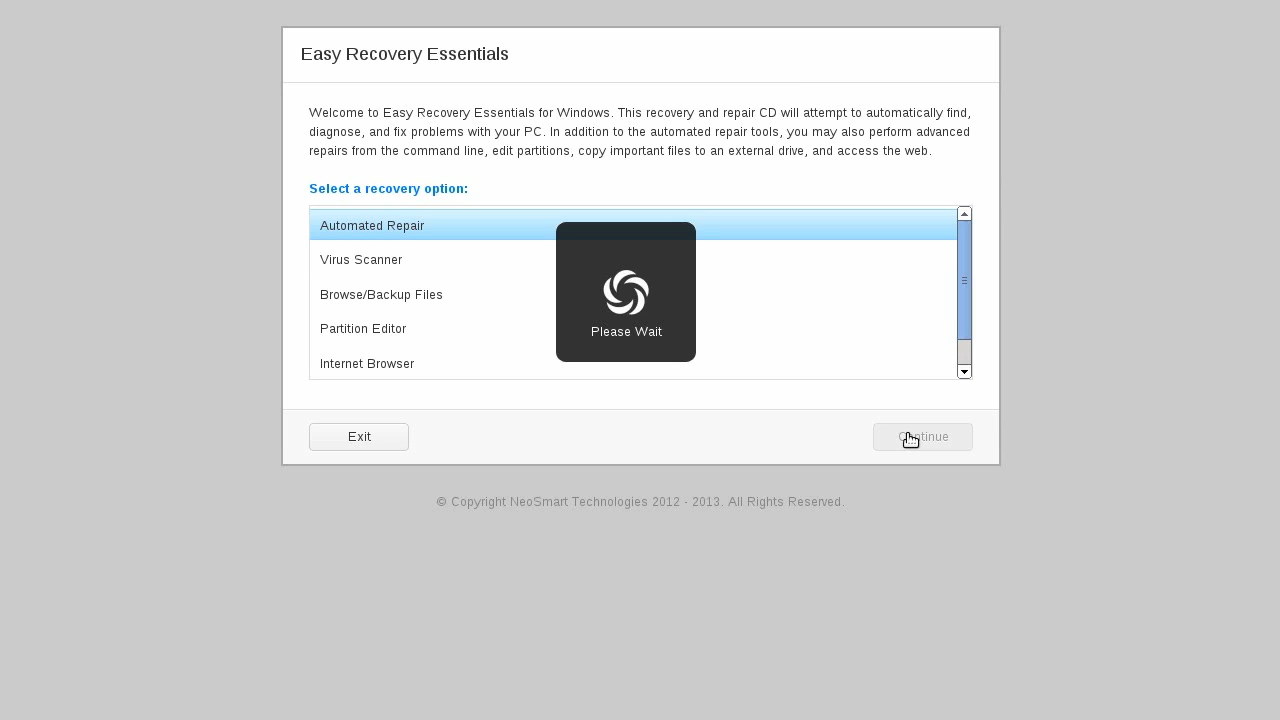 Easy Recovery Essentials
Welcome to Easy Recovery Essentials for Windows. This recovery and repair CD will attempt to automatically find,
diagnose, and fix problems with your PC. In addition to the automated repair tools, you may also perform advanced
repairs from the command line, edit partitions, copy important files to an external drive, and access the web.
Select a recovery option:
Automated Repair
Virus Scanner
Browse/Backup Files
Please Wait
Partition Editor
Internet Browser
Exit
Continue
© Copyright NeoSmart Technologies 2012 - 2013. All Rights Reserved.